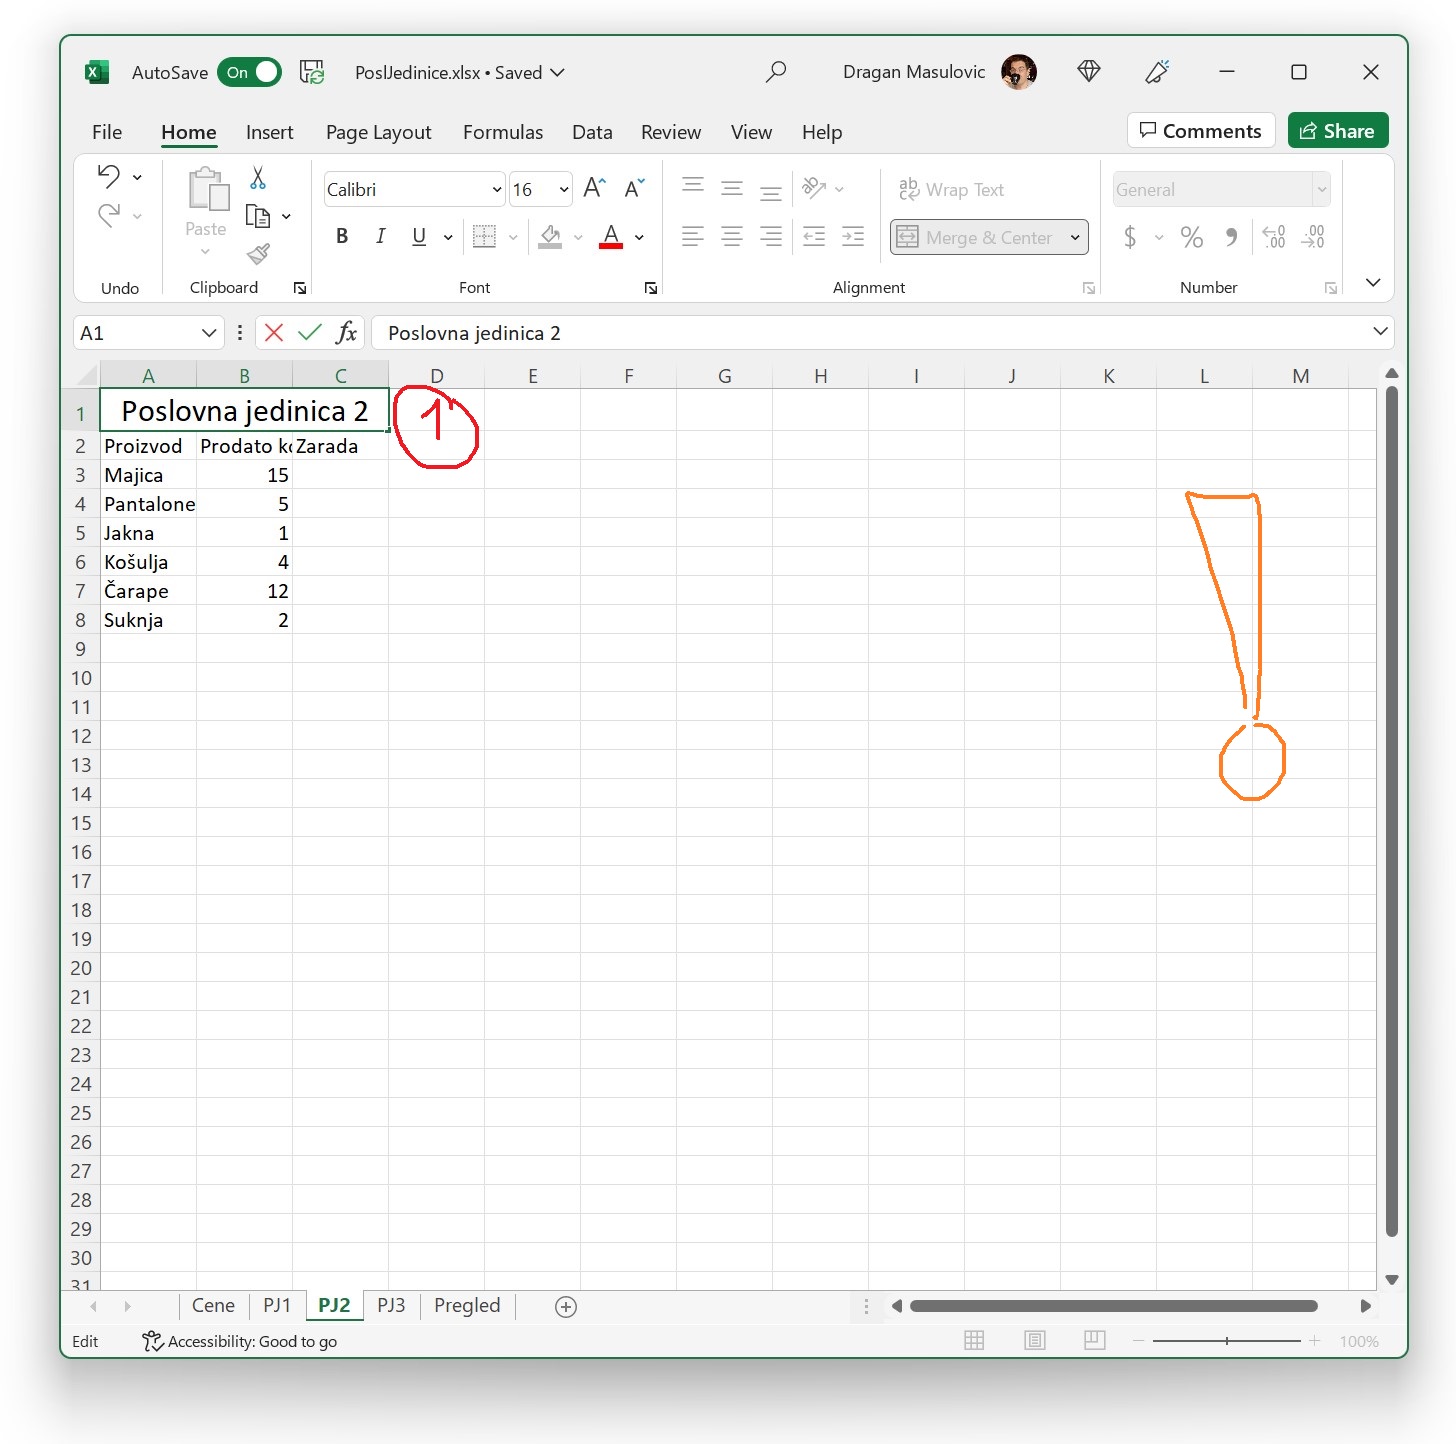 AutoSave On PoslJedinice.xlsx • Saved Dragan Masulovic
File Home Insert Page Layout Formulas Data Review View Help Comments Share
Calibri 16 ab Wrap Text General
Paste
B I U A Merge & Center $ % .00
Undo Clipboard Font Alignment Number
A1 fx Poslovna jedinica 2
A B C D E F G H I J K L M
1 Poslovna jedinica 2 1
2 Proizvod Prodato ko Zarada
3 Majica 15
4 Pantalone 5
5 Jakna 1
6 Košulja 4
7 Čarape 12
8 Suknja 2
9
10
11
12
13
14
15
16
17
18
19
20
21
22
23
24
25
26
27
28
29
30
31
Cene PJ1 PJ2 PJ3 Pregled
Edit Accessibility: Good to go 100%